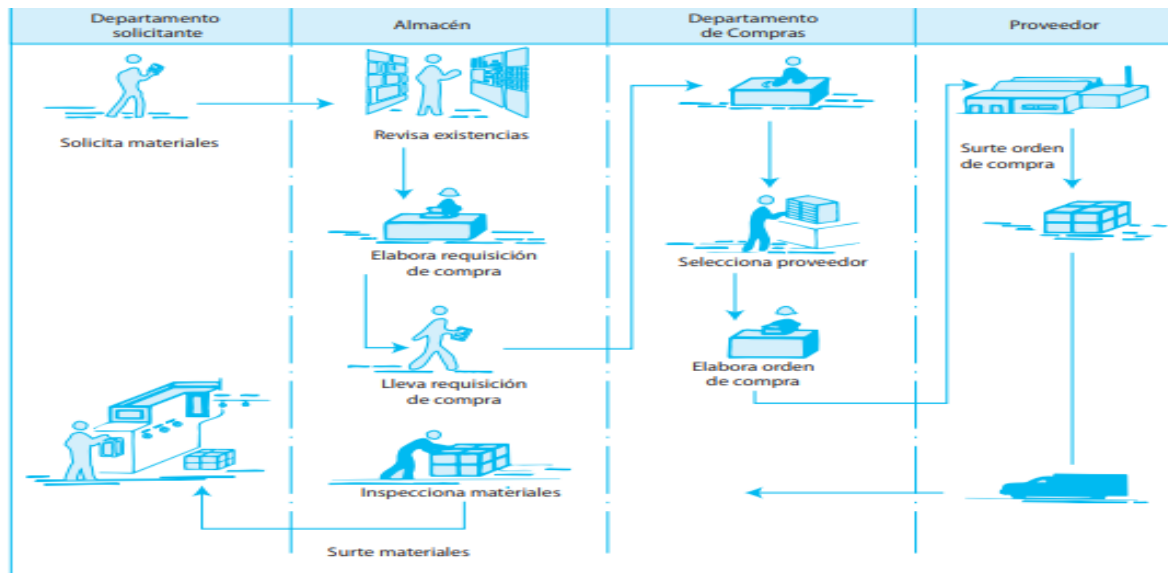 Departamento
solicitante
Almacén
Departamento
de Compras
Proveedor
Solicita materiales
Revisa existencias
Surte orden
de compra
Elabora requisición
de compra
Selecciona proveedor
Lleva requisición
de compra
Elabora orden
de compra
Inspecciona materiales
Surte materiales